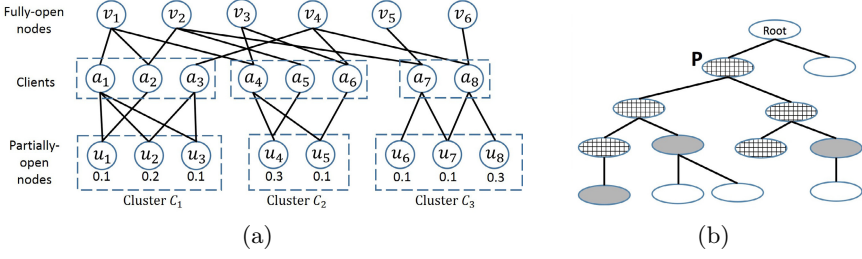 Fully-open nodes
v1 v2 v3 v4 v5 v6
Clients
a1 a2 a3 a4 a5 a6 a7 a8
Partially-open nodes
u1 u2 u3 u4 u5 u6 u7 u8
0.1 0.2 0.1 0.3 0.1 0.1 0.1 0.3
Cluster C1 Cluster C2 Cluster C3
(a)
Root
P
(b)